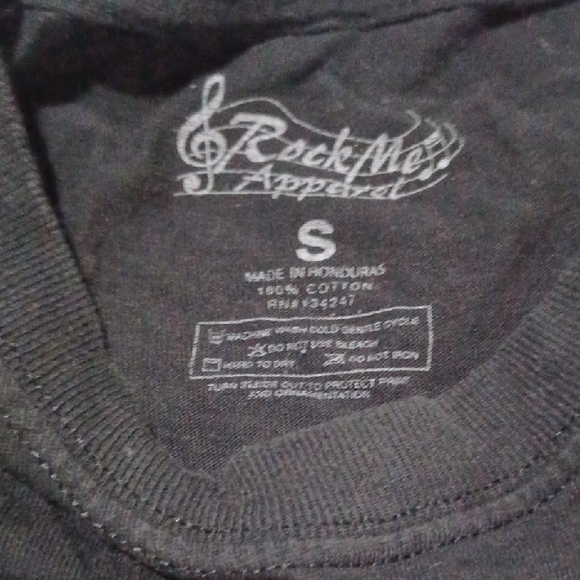 Rock Me!
Apparel
S
MADE IN HONDURAS
100% COTTON
RN# 134247
MACHINE WASH COLD GENTLE CYCLE
DO NOT USE BLEACH
HANG TO DRY DO NOT IRON
TURN INSIDE OUT TO PROTECT PRINT
AND ORNAMENTATION